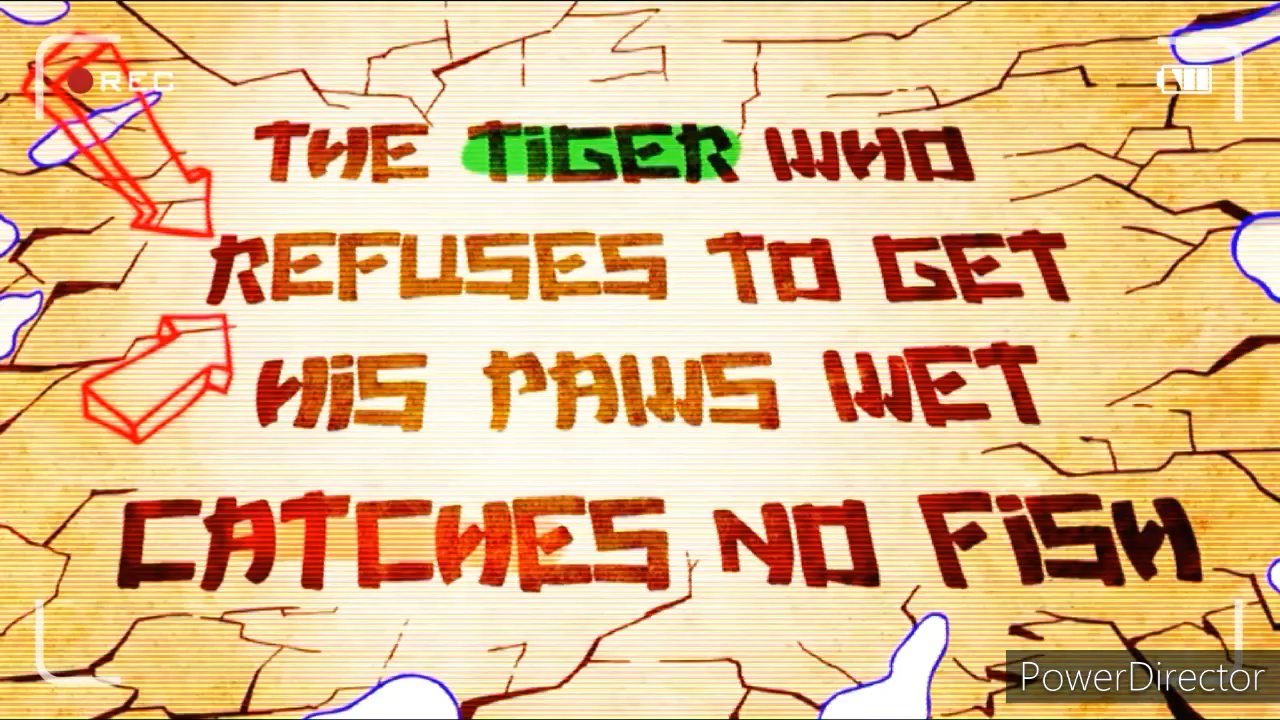 REC
THE TiGER WHO
REFUSES TO GET
HiS PAWS WET
CATCHES NO FiSH
PowerDirector